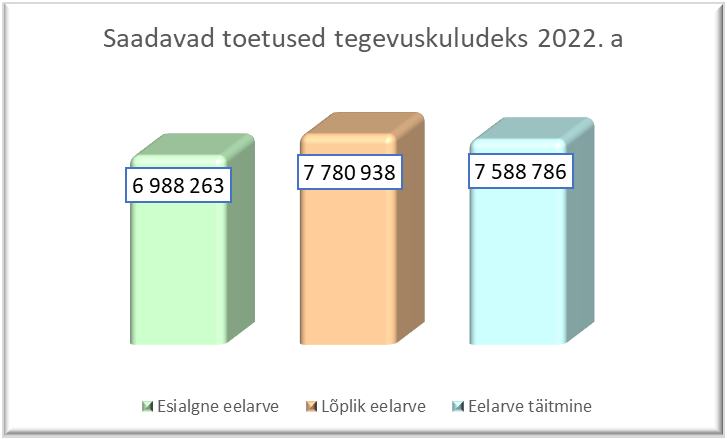 Saadavad toetused tegevuskuludeks 2022. a
6 988 263
7 780 938
7 588 786
Esialgne eelarve
Lõplik eelarve
Eelarve täitmine